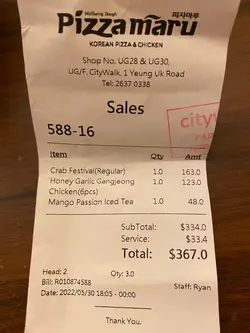 Wellbeing Dough
Pizzamaru 피자마루
KOREAN PIZZA & CHICKEN
Shop No. UG28 & UG30,
UG/F, CityWalk, 1 Yeung Uk Road
Tel: 2637 0338
Sales
588-16
Item Qty Amt
Crab Festival(Regular) 1.0 163.0
Honey Garlic Gangjeong 1.0 123.0
Chicken(6pcs)
Mango Passion Iced Tea 1.0 48.0
SubTotal: $334.0
Service: $33.4
Total: $367.0
Head: 2 Qty: 3.0
Bill: R010874588 Staff: Ryan
Date: 2022/05/30 18:05 - 00:00
Thank You.
city
PAR